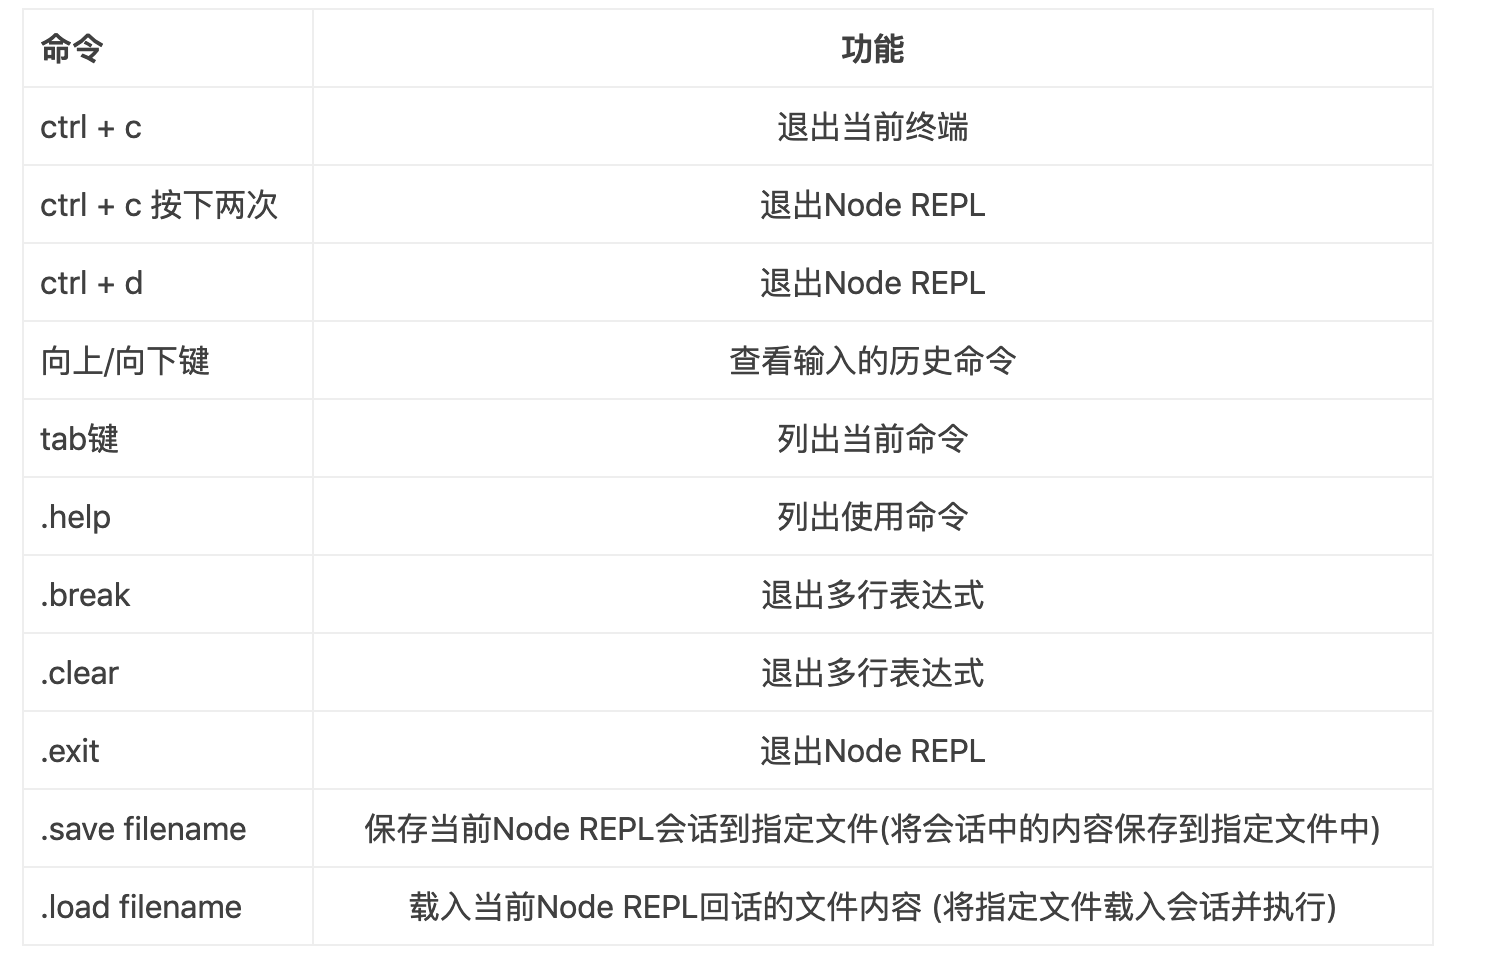 命令 功能
ctrl + c 退出当前终端
ctrl + c 按下两次 退出Node REPL
ctrl + d 退出Node REPL
向上/向下键 查看输入的历史命令
tab键 列出当前命令
.help 列出使用命令
.break 退出多行表达式
.clear 退出多行表达式
.exit 退出Node REPL
.save filename 保存当前Node REPL会话到指定文件(将会话中的内容保存到指定文件中)
.load filename 载入当前Node REPL回话的文件内容 (将指定文件载入会话并执行)